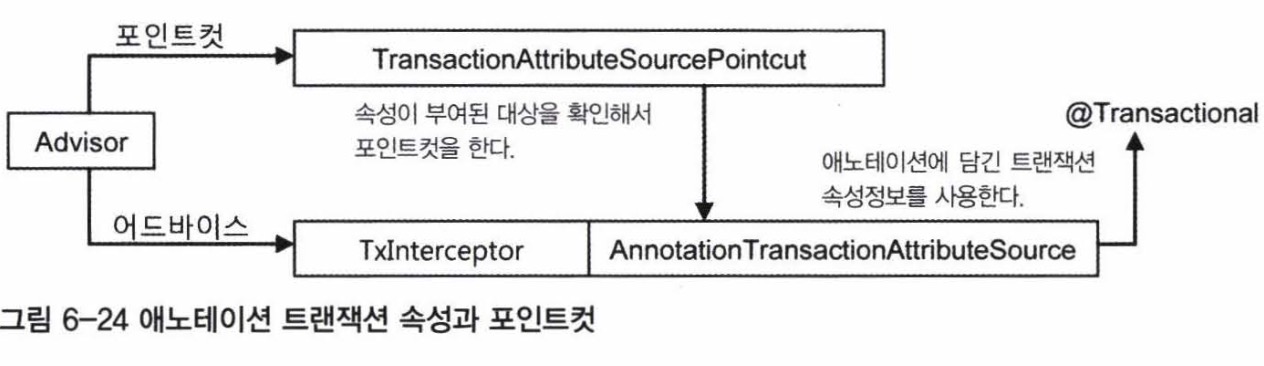 포인트컷
TransactionAttributeSourcePointcut
속성이 부여된 대상을 확인해서
포인트컷을 한다.
@Transactional
Advisor
애노테이션에 담긴 트랜잭션
속성정보를 사용한다.
어드바이스
TxInterceptor
AnnotationTransactionAttributeSource
그림 6-24 애노테이션 트랜잭션 속성과 포인트컷